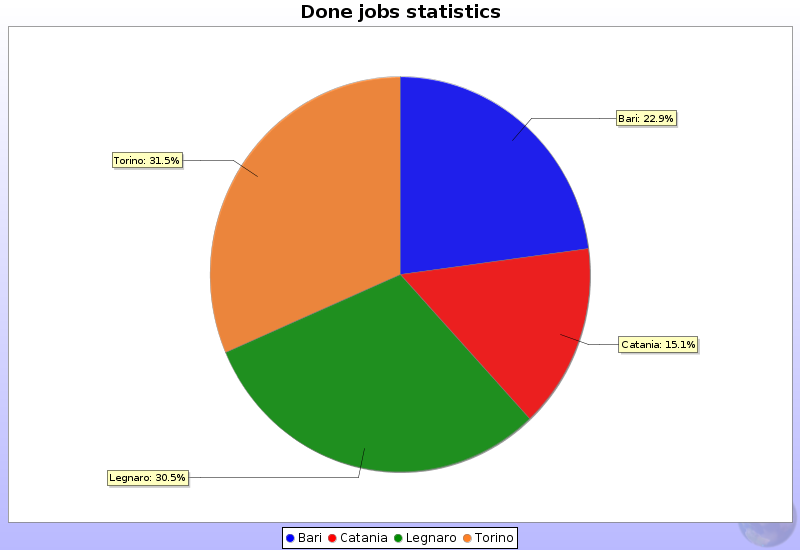 Done jobs statistics
Bari: 22.9%
Torino: 31.5%
Catania: 15.1%
Legnaro: 30.5%
Bari Catania Legnaro Torino